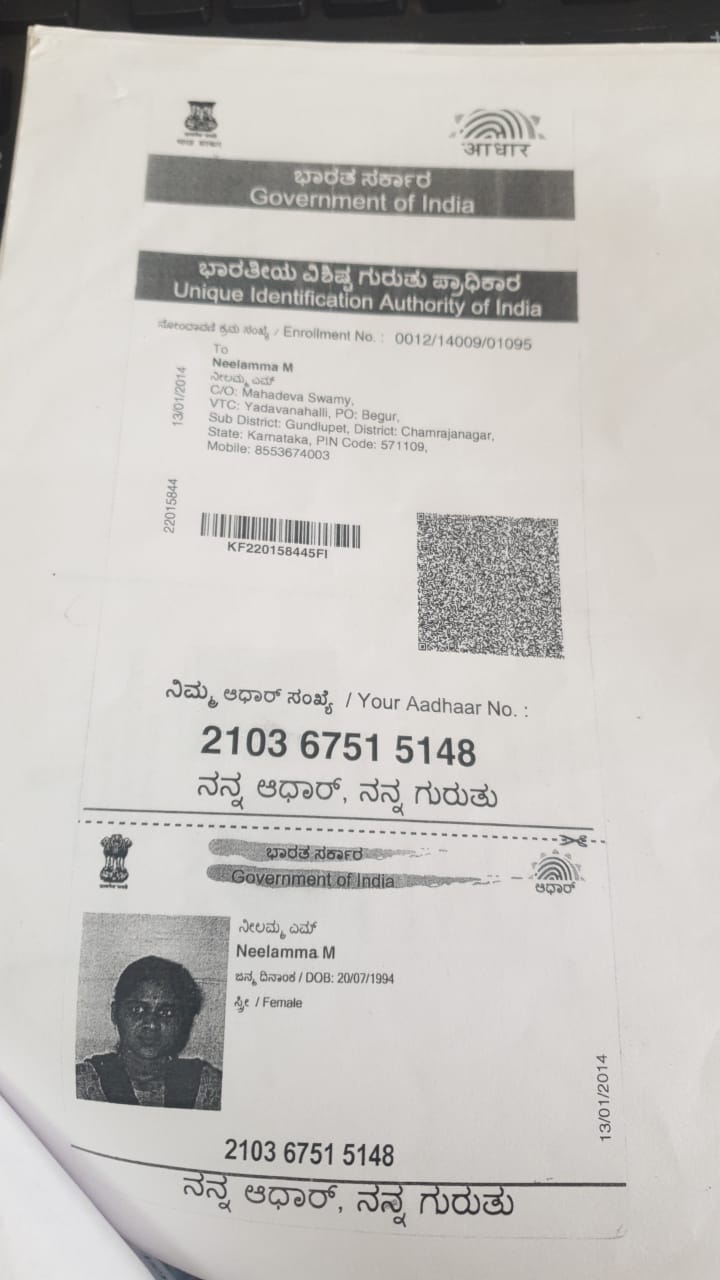 आधार
ಭಾರತ ಸರ್ಕಾರ
Government of India
ಭಾರತೀಯ ವಿಶಿಷ್ಟ ಗುರುತು ಪ್ರಾಧಿಕಾರ
Unique Identification Authority of India
ನೋಂದಾವಣೆ ಕ್ರಮ ಸಂಖ್ಯೆ / Enrollment No. : 0012/14009/01095
To
Neelamma M
ನೀಲಮ್ಮ ಎಮ್
C/O: Mahadeva Swamy,
VTC: Yadavanahalli, PO: Begur,
Sub District: Gundlupet, District: Chamrajanagar,
State: Karnataka, PIN Code: 571109,
Mobile: 8553674003
13/01/2014
22015844
KF220158445FI
ನಿಮ್ಮ ಆಧಾರ್ ಸಂಖ್ಯೆ / Your Aadhaar No. :
2103 6751 5148
ನನ್ನ ಆಧಾರ್, ನನ್ನ ಗುರುತು
ಭಾರತ ಸರ್ಕಾರ
Government of India
ಆಧಾರ್
ನೀಲಮ್ಮ ಎಮ್
Neelamma M
ಜನ್ಮ ದಿನಾಂಕ / DOB: 20/07/1994
ಸ್ತ್ರೀ / Female
13/01/2014
2103 6751 5148
ನನ್ನ ಆಧಾರ್, ನನ್ನ ಗುರುತು